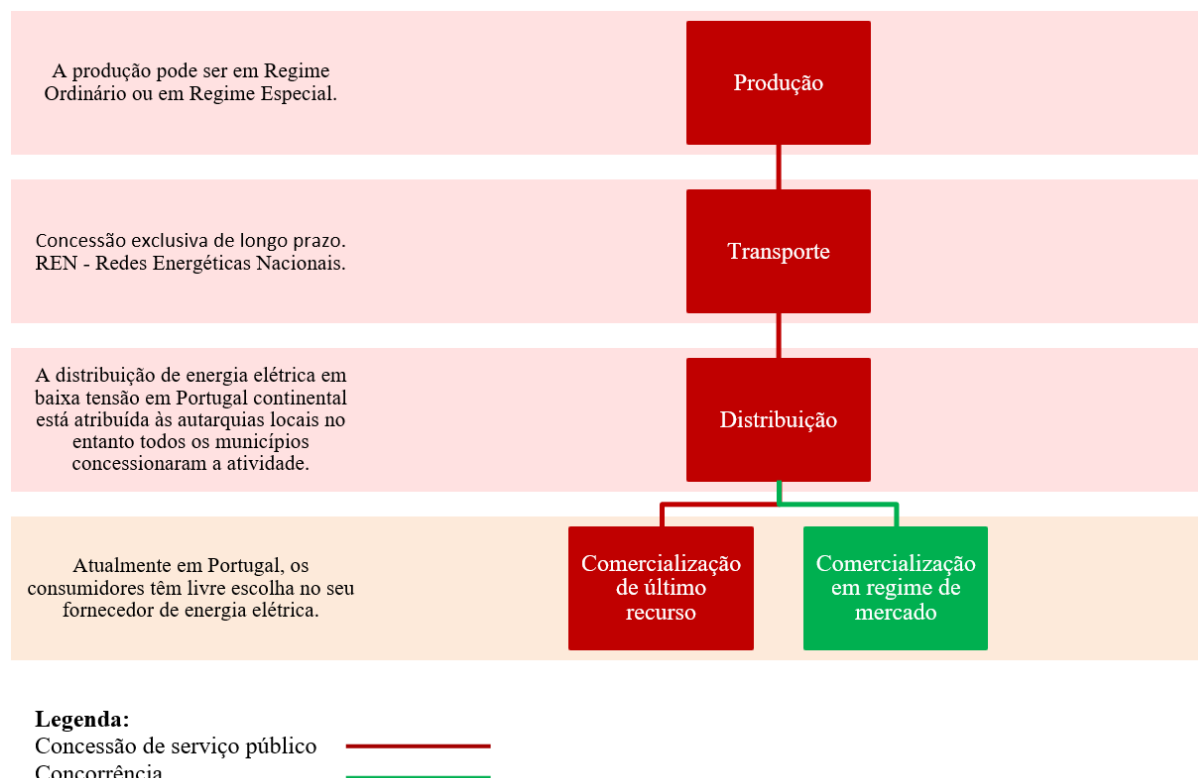 A produção pode ser em Regime
Ordinário ou em Regime Especial.
Produção
Concessão exclusiva de longo prazo.
REN - Redes Energéticas Nacionais.
Transporte
A distribuição de energia elétrica em
baixa tensão em Portugal continental
está atribuída às autarquias locais no
entanto todos os municípios
concessionaram a atividade.
Distribuição
Atualmente em Portugal, os
consumidores têm livre escolha no seu
fornecedor de energia elétrica.
Comercialização
de último
recurso
Comercialização
em regime de
mercado
Legenda:
Concessão de serviço público
Concorrência